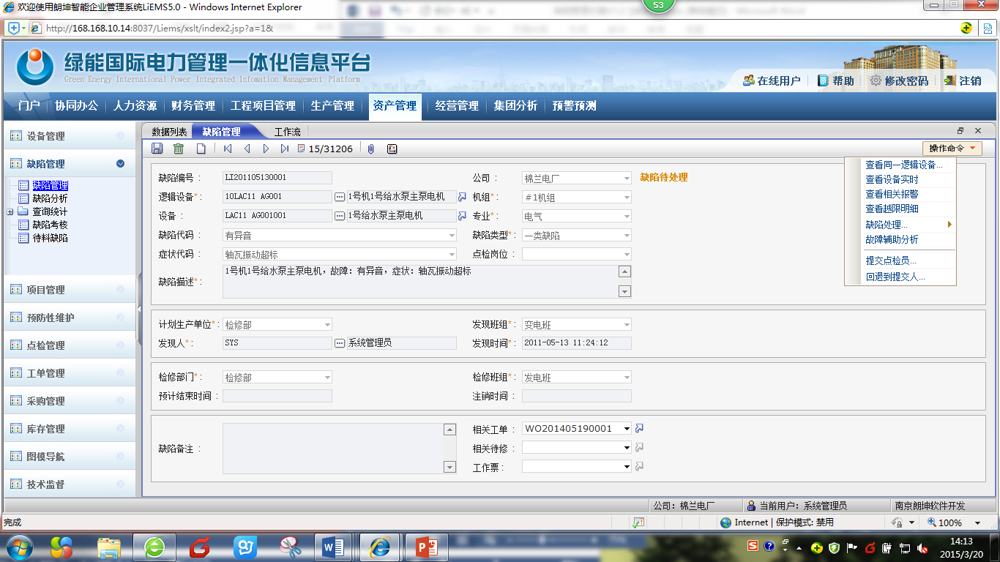 欢迎使用朗坤智能企业管理系统LiEMS5.0 - Windows Internet Explorer
53
http://168.168.10.14:8037/Liems/xslt/index2.jsp?a=1&
绿能国际电力管理一体化信息平台
Green Energy International Power Integrated Infomation Management Platform
在线用户 帮助 修改密码 注销
门户 协同办公 人力资源 财务管理 工程项目管理 生产管理 资产管理 经营管理 集团分析 预警预测
设备管理
缺陷管理
缺陷管理
缺陷分析
查询统计
缺陷考核
待料缺陷
项目管理
预防性维护
点检管理
工单管理
采购管理
库存管理
图模导航
技术监督
数据列表 缺陷管理 工作流
15/31206
操作命令
查看同一逻辑设备...
查看设备实时
查看相关报警
查看越限明细
缺陷处理...
故障辅助分析
提交点检员...
回退到提交人...
缺陷编号： LI201105130001 公司： 棉兰电厂 缺陷待处理
逻辑设备*： 10LAC11 AG001 1号机1号给水泵主泵电机 机组*： #1机组
设备： LAC11 AG001001 1号给水泵主泵电机 专业*： 电气
缺陷代码： 有异音 缺陷类型*： 一类缺陷
症状代码： 轴瓦振动超标 点检岗位：
缺陷描述*： 1号机1号给水泵主泵电机，故障：有异音，症状：轴瓦振动超标
计划生产单位*： 检修部 发现班组*： 变电班
发现人*： SYS 系统管理员 发现时间*： 2011-05-13 11:24:12
检修部门*： 检修部 检修班组*： 发电班
预计结束时间： 注销时间：
缺陷备注： 相关工单： WO201405190001
相关待修：
工作票：
公司：棉兰电厂 当前用户：系统管理员 南京朗坤软件开发
完成 Internet | 保护模式: 禁用 100%
14:13
2015/3/20